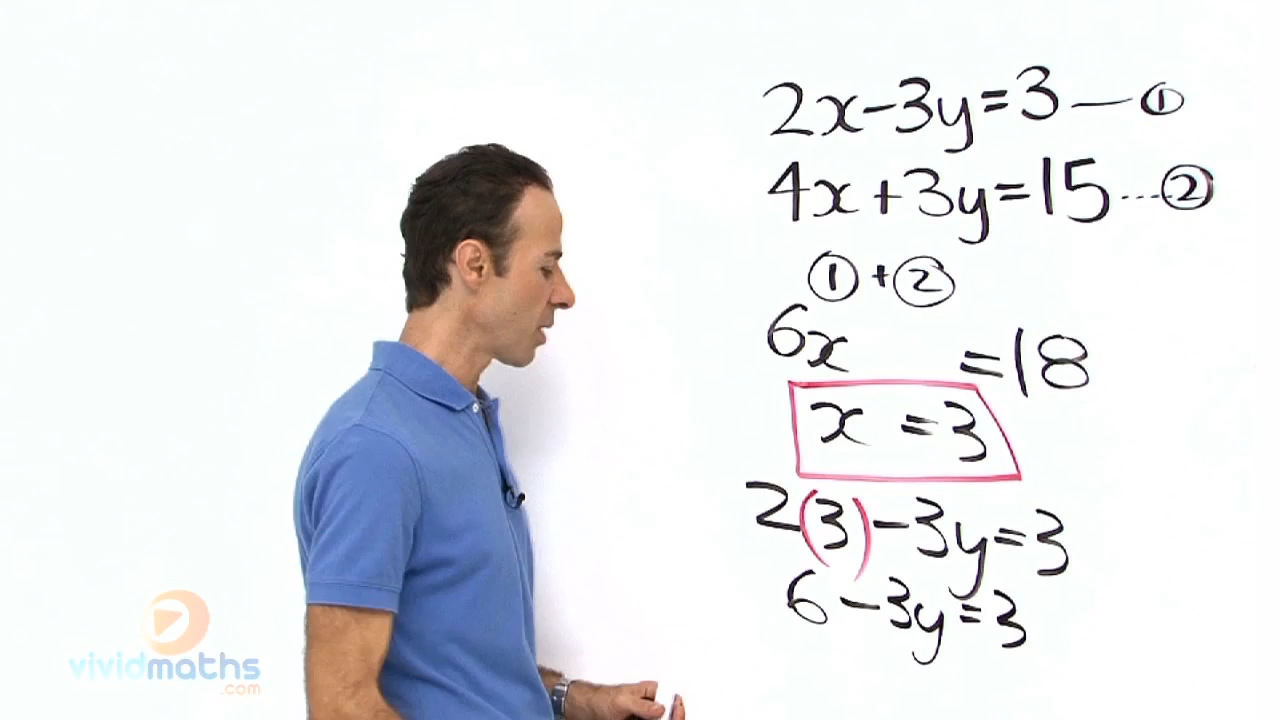 2x-3y=3 — ①
4x+3y=15 ....②
① + ②
6x =18
x =3
2(3)-3y=3
6-3y=3
vividmaths
.com